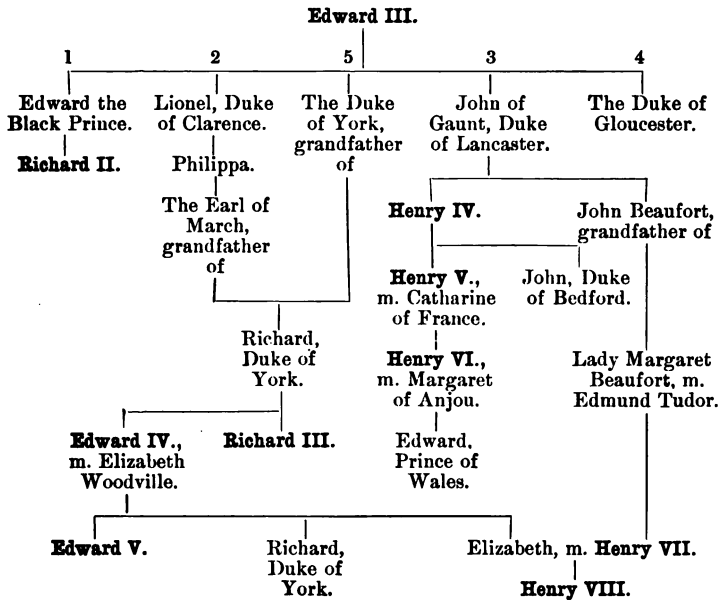 Edward III.
1 2 5 3 4
Edward the
Black Prince.
Richard II.
Lionel, Duke
of Clarence.
Philippa.
The Earl of
March,
grandfather
of
The Duke
of York,
grandfather
of
John of
Gaunt, Duke
of Lancaster.
The Duke of
Gloucester.
Henry IV.
John Beaufort,
grandfather of
Henry V.,
m. Catharine
of France.
John, Duke
of Bedford.
Richard,
Duke of
York.
Henry VI.,
m. Margaret
of Anjou.
Lady Margaret
Beaufort, m.
Edmund Tudor.
Edward IV.,
m. Elizabeth
Woodville.
Richard III.
Edward,
Prince of
Wales.
Edward V.
Richard,
Duke of
York.
Elizabeth, m. Henry VII.
Henry VIII.